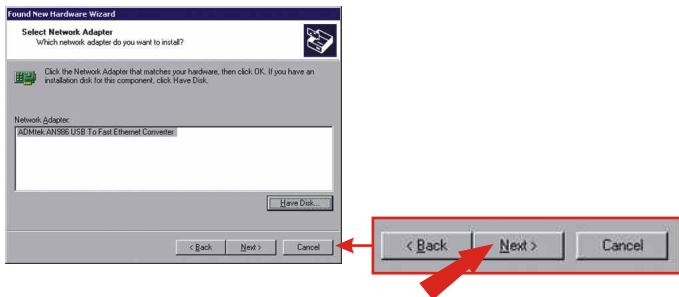 Found New Hardware Wizard
Select Network Adapter
Which network adapter do you want to install?
Click the Network Adapter that matches your hardware, then click OK. If you have an
installation disk for this component, click Have Disk.
Network Adapter:
ADMtek AN986 USB To Fast Ethernet Converter
Have Disk...
< Back Next > Cancel
< Back Next > Cancel